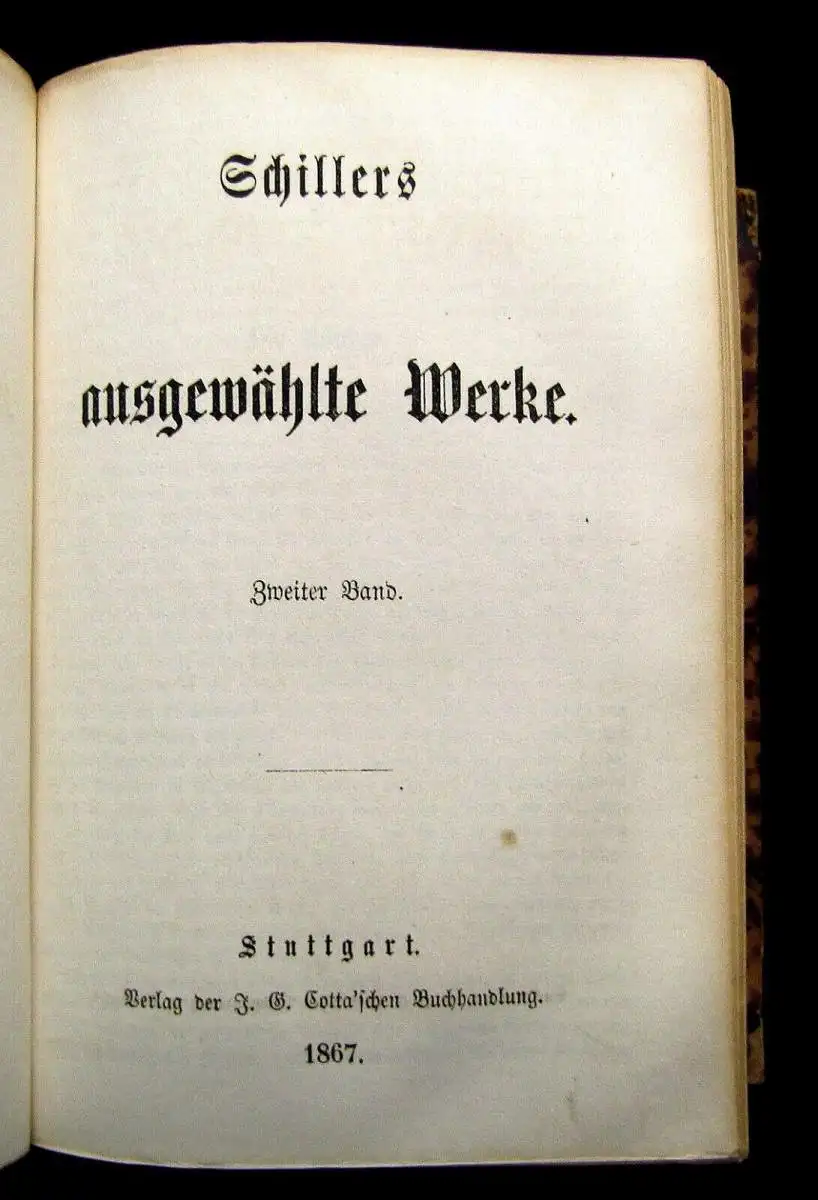 Schillers
ausgewählte Werke.
Zweiter Band.
Stuttgart.
Verlag der J. G. Cotta'schen Buchhandlung.
1867.